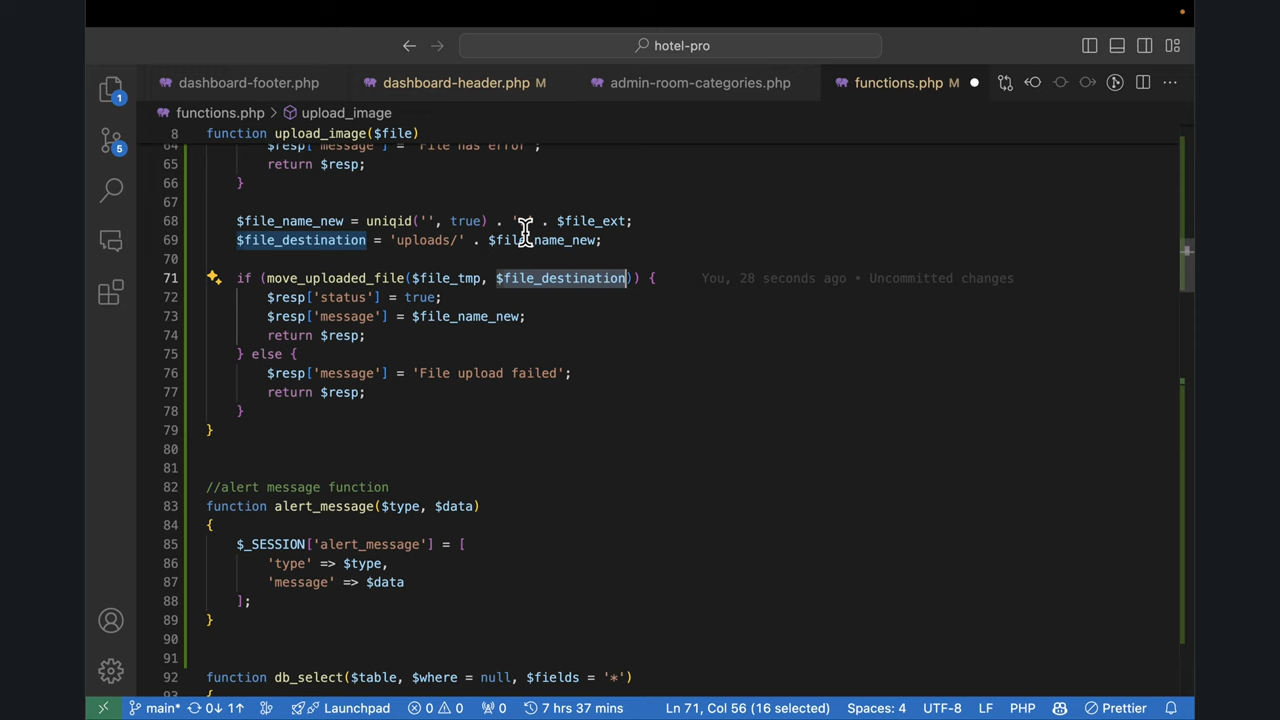 hotel-pro
dashboard-footer.php dashboard-header.php M admin-room-categories.php functions.php M
functions.php > upload_image
8 function upload_image($file)
64 $resp['message'] = 'File has error';
65 return $resp;
66 }
67
68 $file_name_new = uniqid('', true) . '.' . $file_ext;
69 $file_destination = 'uploads/' . $file_name_new;
70
71 if (move_uploaded_file($file_tmp, $file_destination)) { You, 28 seconds ago • Uncommitted changes
72 $resp['status'] = true;
73 $resp['message'] = $file_name_new;
74 return $resp;
75 } else {
76 $resp['message'] = 'File upload failed';
77 return $resp;
78 }
79 }
80
81
82 //alert message function
83 function alert_message($type, $data)
84 {
85 $_SESSION['alert_message'] = [
86 'type' => $type,
87 'message' => $data
88 ];
89 }
90
91
92 function db_select($table, $where = null, $fields = '*')
93 {
1
5
main* 0↓ 1↑ Launchpad 0 0 0 7 hrs 37 mins Ln 71, Col 56 (16 selected) Spaces: 4 UTF-8 LF PHP Prettier